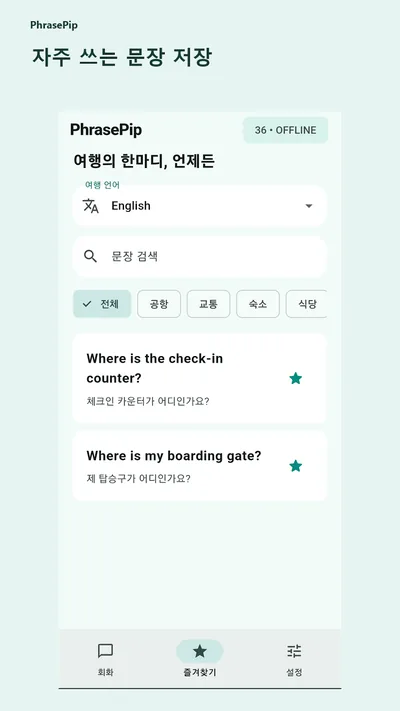 PhrasePip
자주 쓰는 문장 저장
PhrasePip
36 • OFFLINE
여행의 한마디, 언제든
여행 언어
English
문장 검색
전체
공항
교통
숙소
식당
Where is the check-in
counter?
체크인 카운터가 어디인가요?
Where is my boarding gate?
제 탑승구가 어디인가요?
회화
즐겨찾기
설정